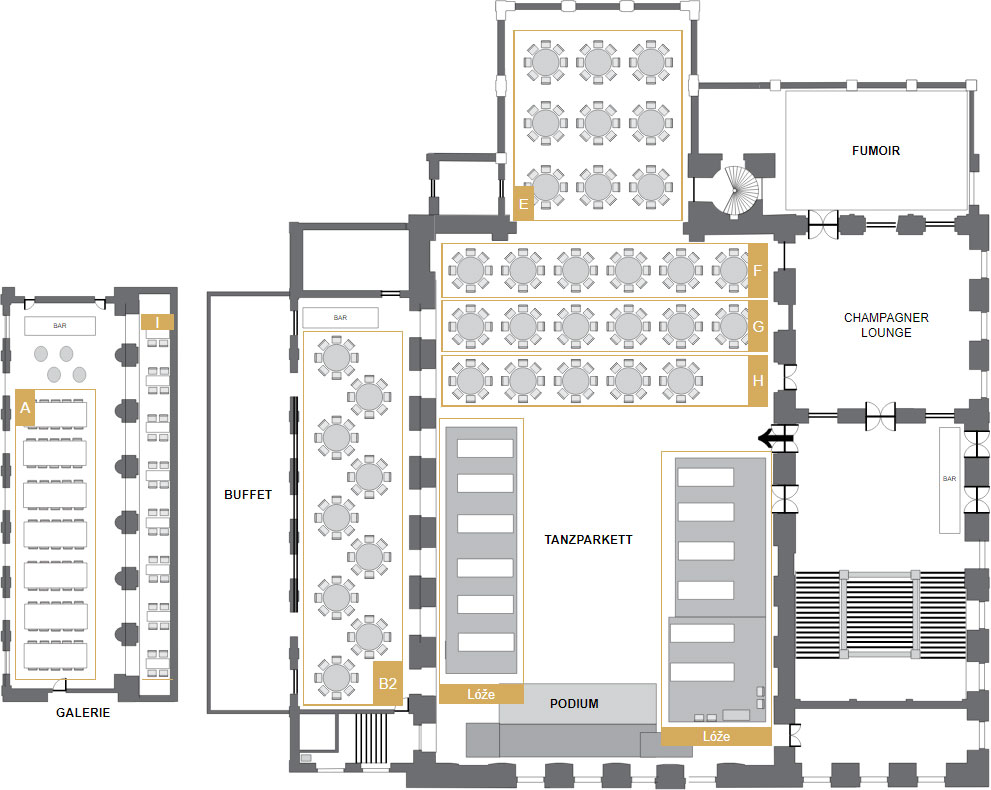 E
FUMOIR
F
G
H
CHAMPAGNER
LOUNGE
BAR
I
A
BAR
BUFFET
B2
TANZPARKETT
BAR
Lóže
PODIUM
Lóže
GALERIE